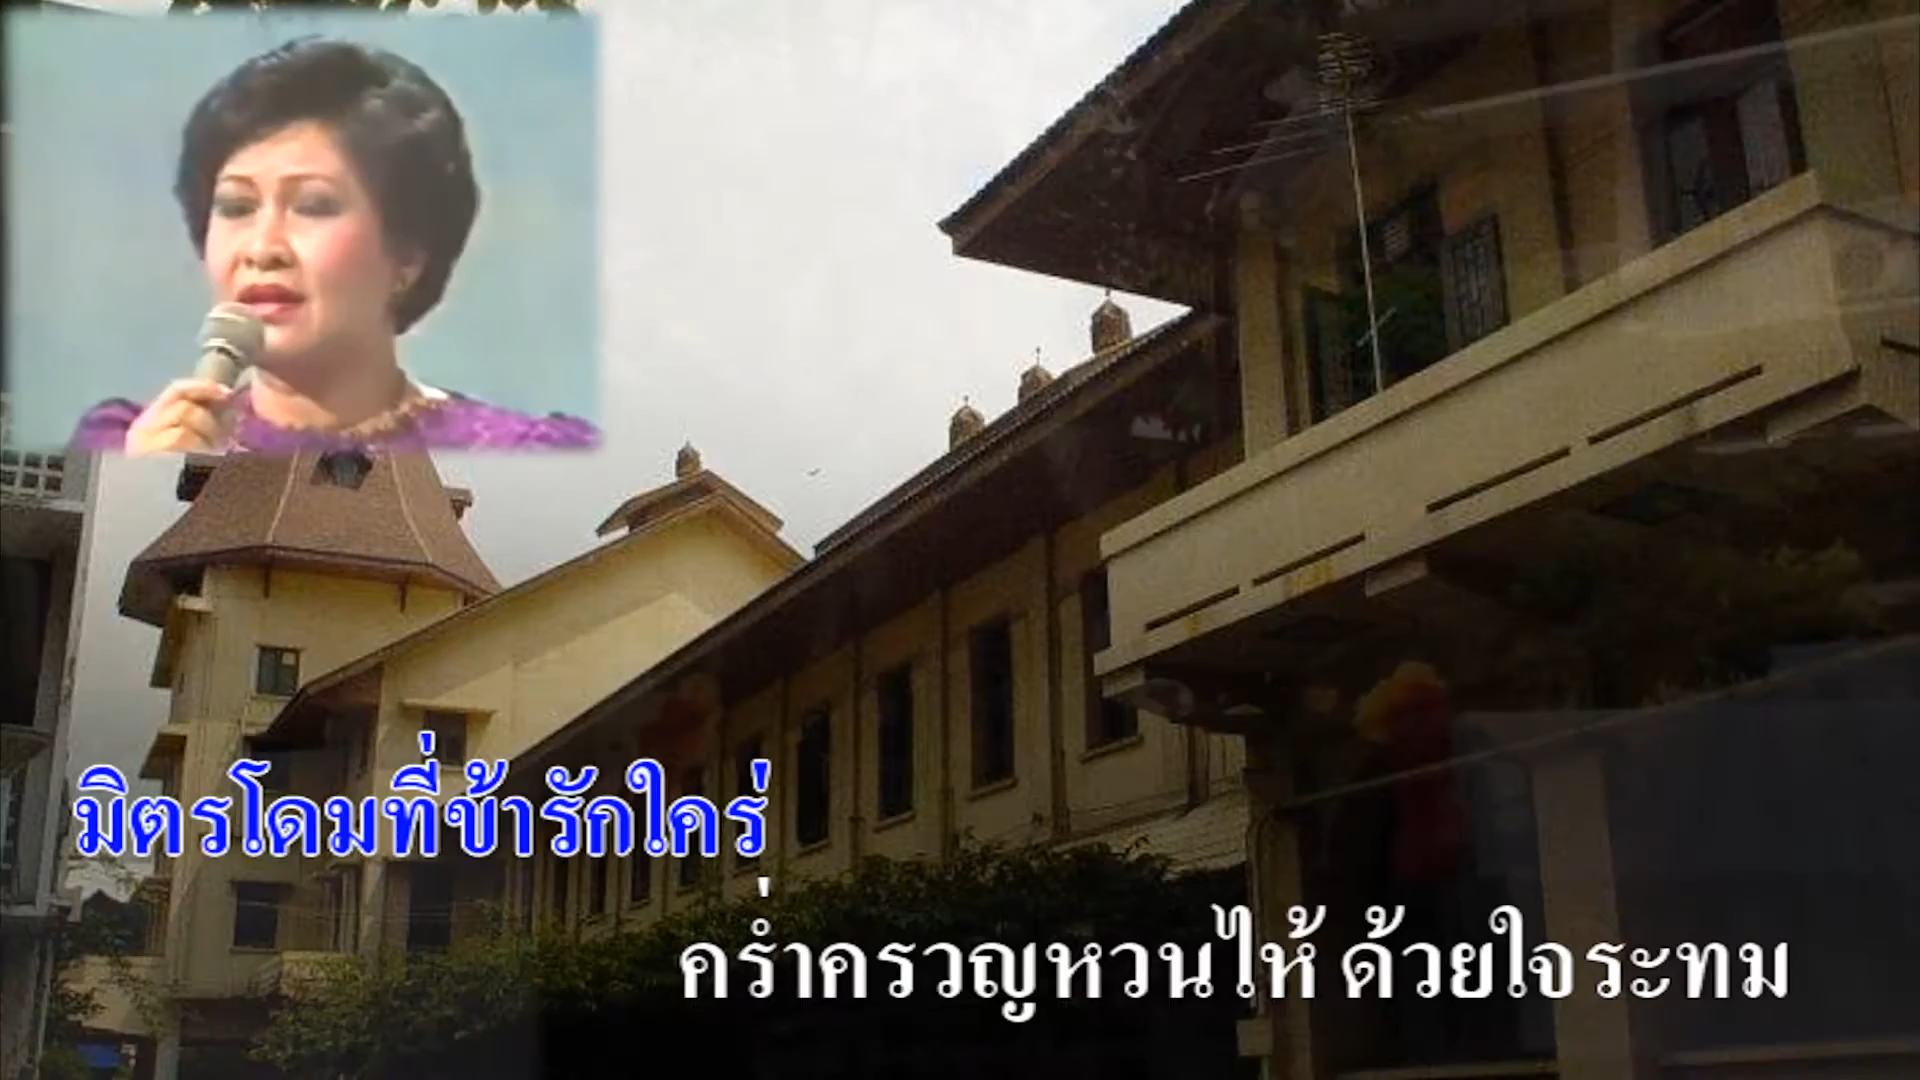 มิตรโดมที่ข้ารักใคร่
คร่ำครวญหวนไห้ ด้วยใจระทม